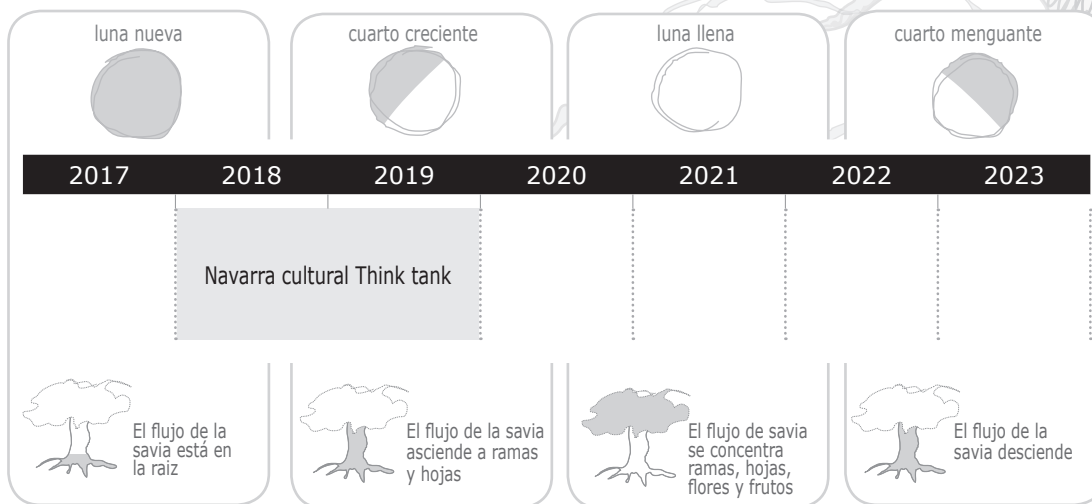 luna nueva
cuarto creciente
luna llena
cuarto menguante
2017 2018 2019 2020 2021 2022 2023
Navarra cultural Think tank
El flujo de la
savia está en
la raiz
El flujo de la savia
asciende a ramas
y hojas
El flujo de savia
se concentra
ramas, hojas,
flores y frutos
El flujo de la
savia desciende